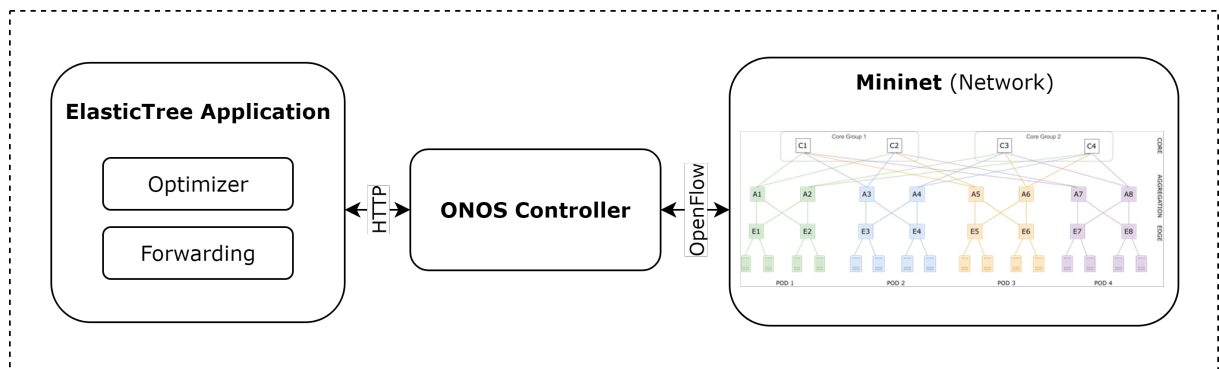 ElasticTree Application
Optimizer
Forwarding
HTTP
ONOS Controller
OpenFlow
Mininet (Network)
Core Group 1
Core Group 2
C1 C2 C3 C4
CORE
A1 A2 A3 A4 A5 A6 A7 A8
AGGREGATION
E1 E2 E3 E4 E5 E6 E7 E8
EDGE
POD 1 POD 2 POD 3 POD 4